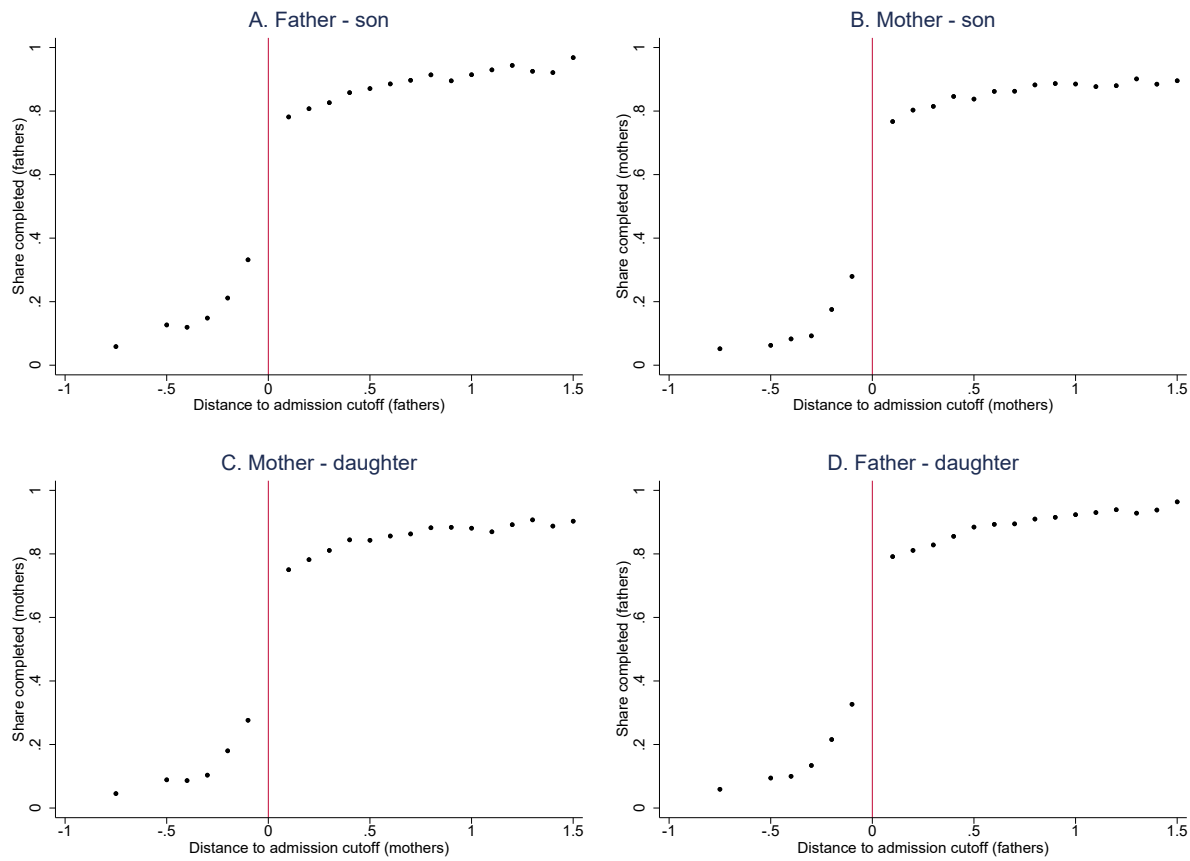 A. Father - son
Share completed (fathers)
1
.8
.6
.4
.2
0
-1 -.5 0 .5 1 1.5
Distance to admission cutoff (fathers)
B. Mother - son
Share completed (mothers)
1
.8
.6
.4
.2
0
-1 -.5 0 .5 1 1.5
Distance to admission cutoff (mothers)
C. Mother - daughter
Share completed (mothers)
1
.8
.6
.4
.2
0
-1 -.5 0 .5 1 1.5
Distance to admission cutoff (mothers)
D. Father - daughter
Share completed (fathers)
1
.8
.6
.4
.2
0
-1 -.5 0 .5 1 1.5
Distance to admission cutoff (fathers)